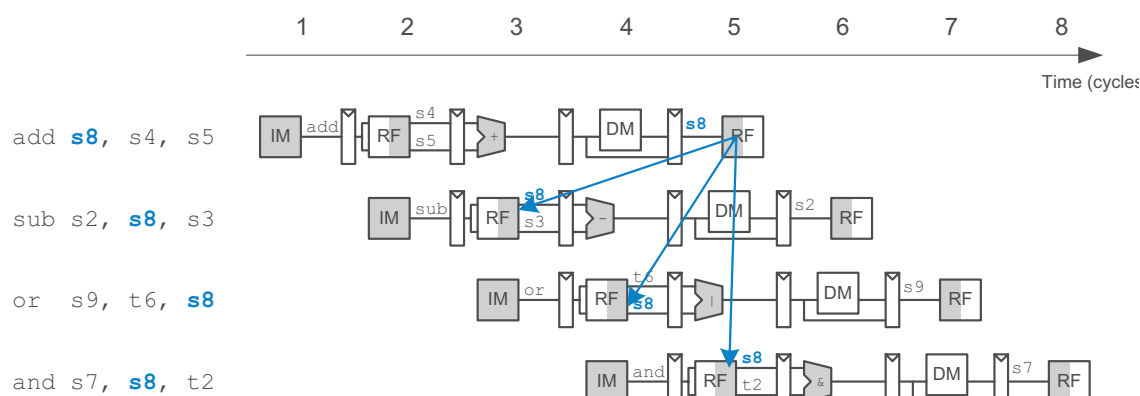 1 2 3 4 5 6 7 8
Time (cycles
add s8, s4, s5
IM add RF s4 s5 + DM s8 RF
sub s2, s8, s3
IM sub RF s8 s3 - DM s2 RF
or s9, t6, s8
IM or RF t6 s8 | DM s9 RF
and s7, s8, t2
IM and RF s8 t2 & DM s7 RF